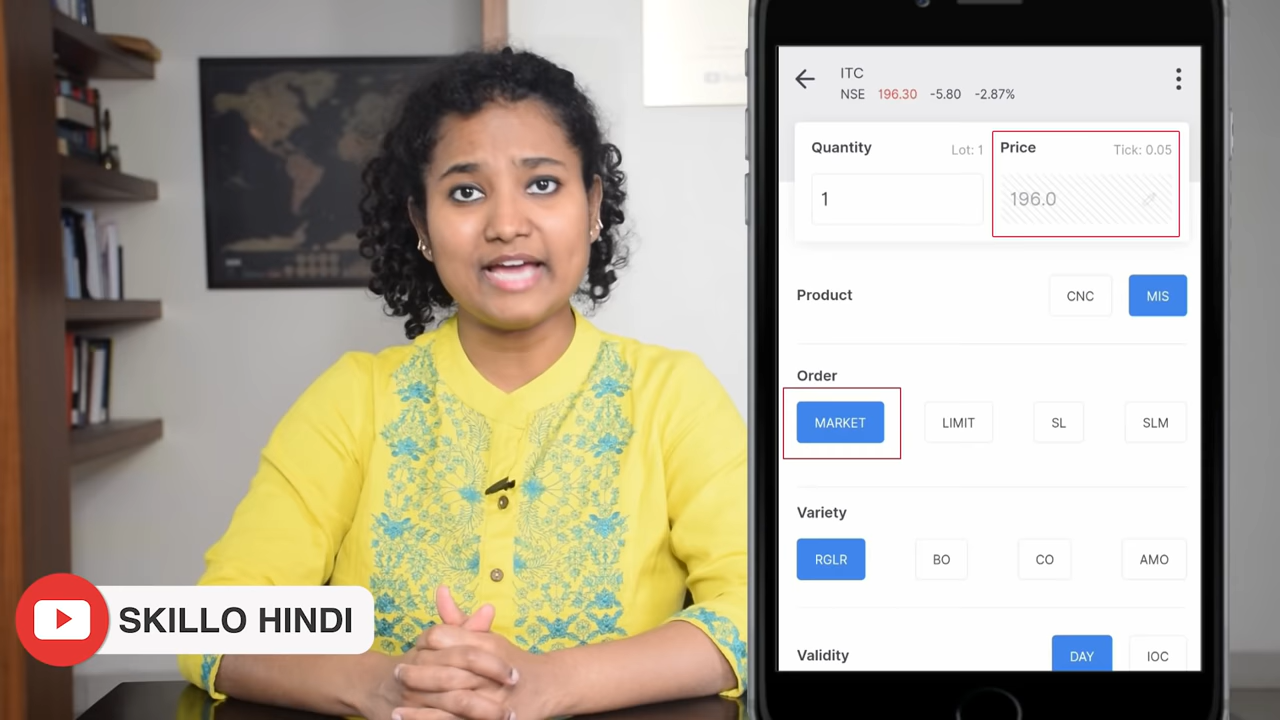 ITC
NSE 196.30 -5.80 -2.87%
Quantity Lot: 1 Price Tick: 0.05
1 196.0
Product CNC MIS
Order
MARKET LIMIT SL SLM
Variety
RGLR BO CO AMO
Validity DAY IOC
SKILLO HINDI